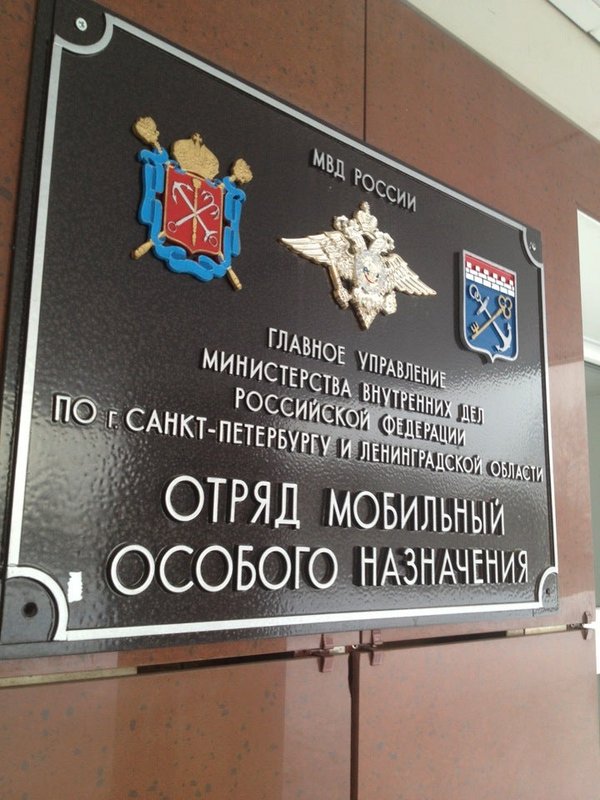 МВД РОССИИ
ГЛАВНОЕ УПРАВЛЕНИЕ
МИНИСТЕРСТВА ВНУТРЕННИХ ДЕЛ
РОССИЙСКОЙ ФЕДЕРАЦИИ
ПО г. САНКТ-ПЕТЕРБУРГУ И ЛЕНИНГРАДСКОЙ ОБЛАСТИ
ОТРЯД МОБИЛЬНЫЙ
ОСОБОГО НАЗНАЧЕНИЯ